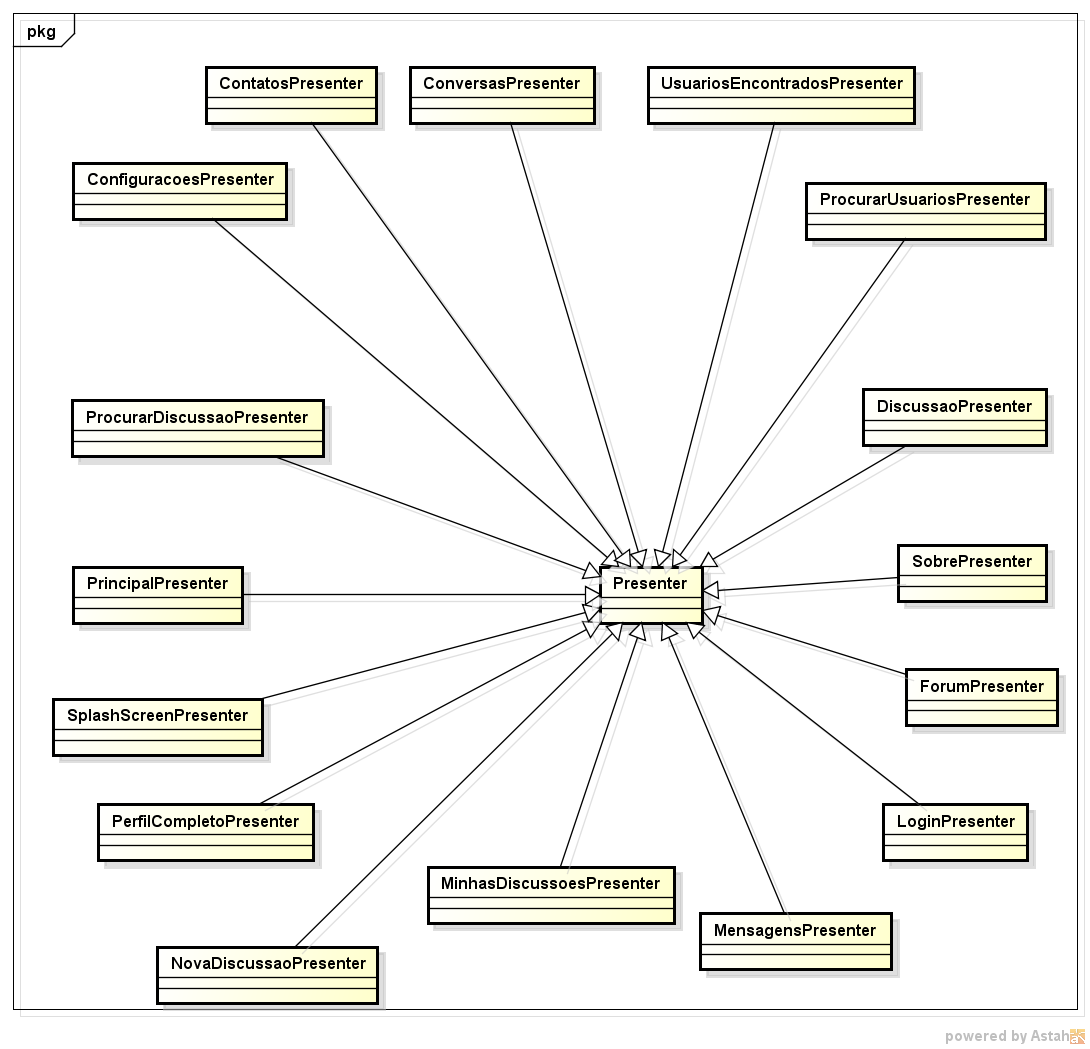 pkg
ContatosPresenter
ConversasPresenter
UsuariosEncontradosPresenter
ConfiguracoesPresenter
ProcurarUsuariosPresenter
ProcurarDiscussaoPresenter
DiscussaoPresenter
SobrePresenter
PrincipalPresenter
Presenter
ForumPresenter
SplashScreenPresenter
PerfilCompletoPresenter
LoginPresenter
MinhasDiscussoesPresenter
MensagensPresenter
NovaDiscussaoPresenter
powered by Astah